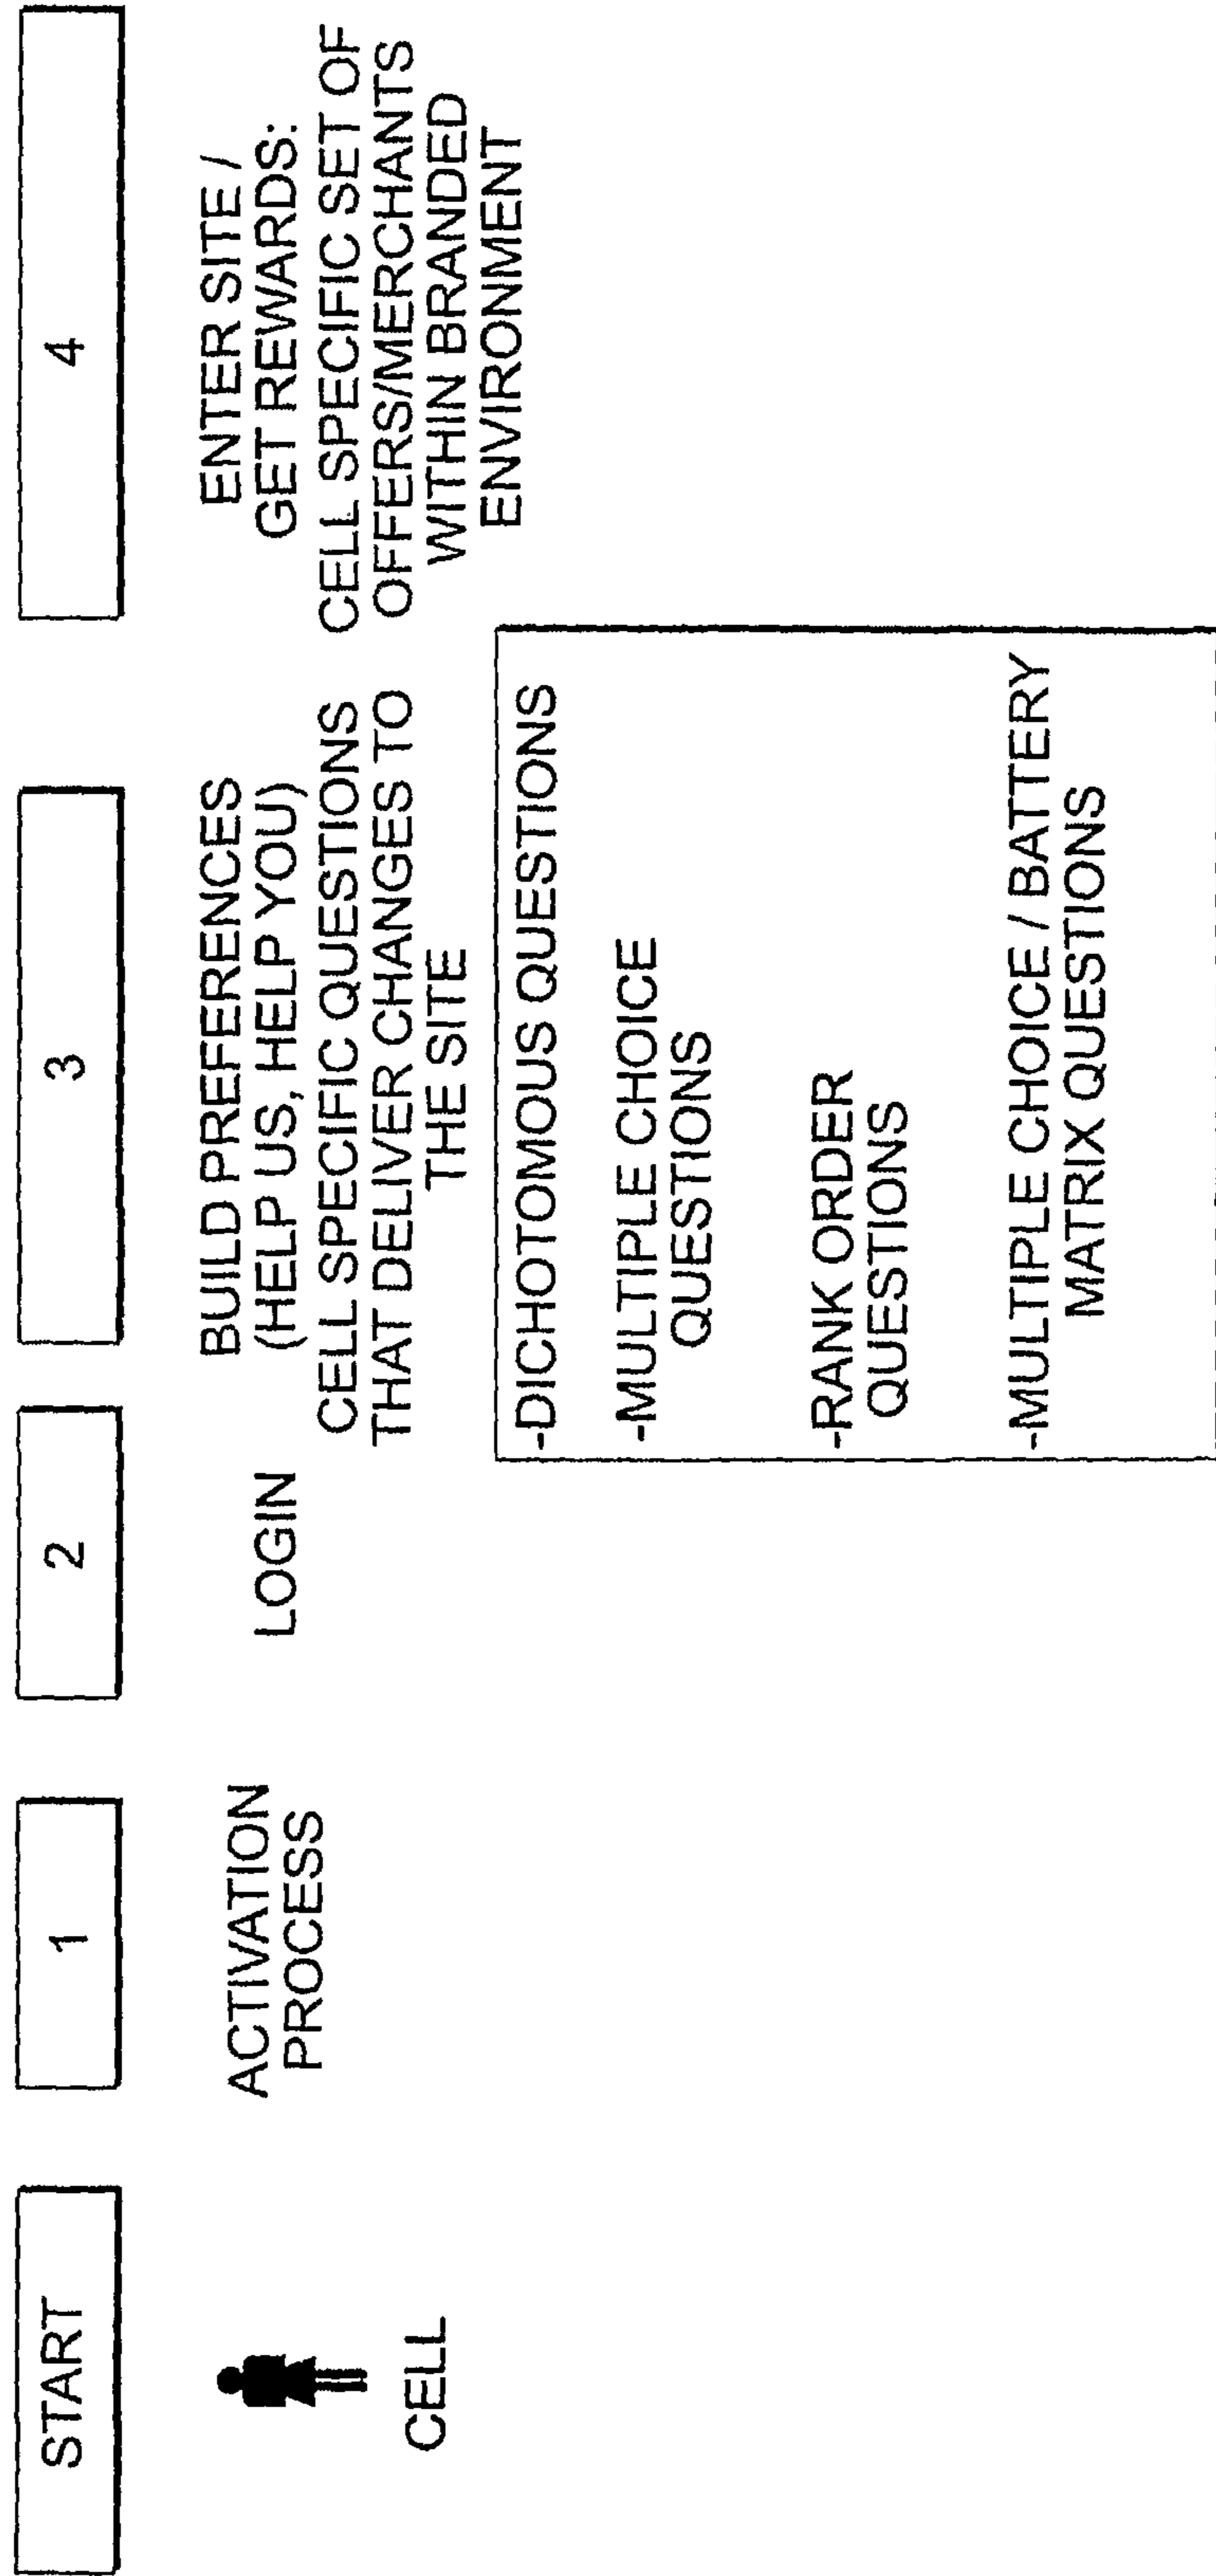 START
CELL
1
ACTIVATION
PROCESS
2
LOGIN
3
BUILD PREFERENCES
(HELP US, HELP YOU)
CELL SPECIFIC QUESTIONS
THAT DELIVER CHANGES TO
THE SITE
-DICHOTOMOUS QUESTIONS
-MULTIPLE CHOICE
QUESTIONS
-RANK ORDER
QUESTIONS
-MULTIPLE CHOICE / BATTERY
MATRIX QUESTIONS
4
ENTER SITE /
GET REWARDS:
CELL SPECIFIC SET OF
OFFERS/MERCHANTS
WITHIN BRANDED
ENVIRONMENT